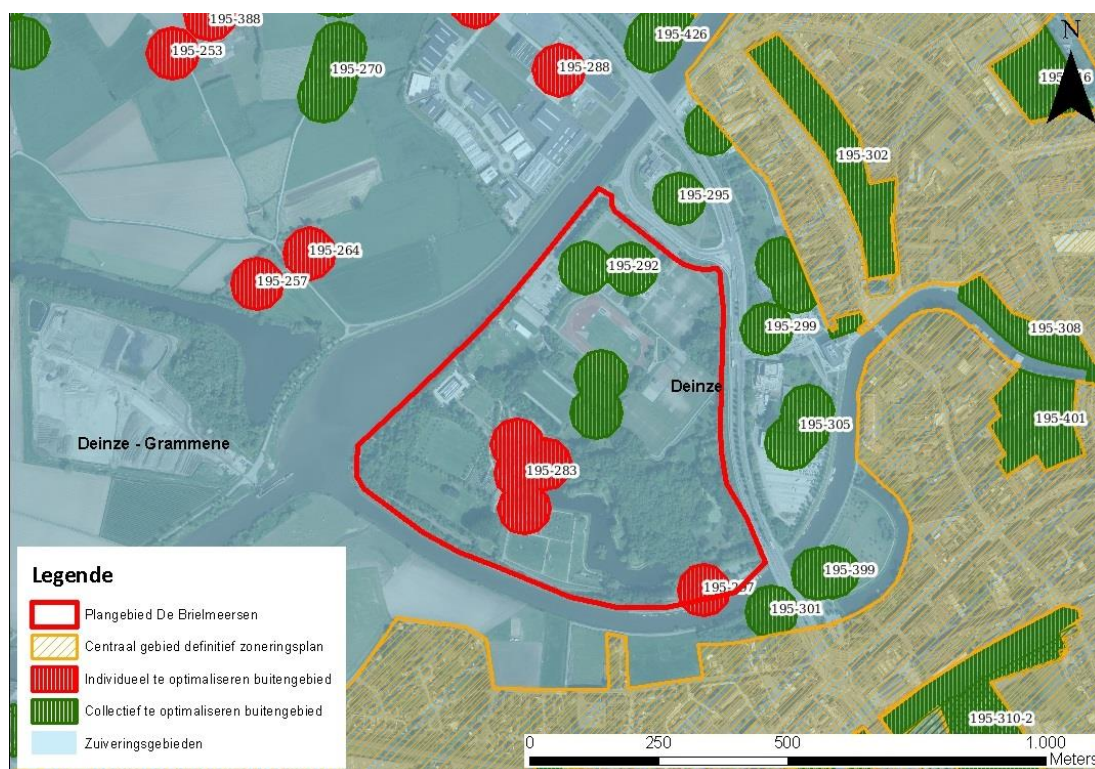 195-388
195-253
195-270
195-288
195-426
N
195-302
195-295
195-264
195-257
195-292
195-299
195-308
Deinze
195-401
195-305
Deinze - Grammene
195-283
195-399
195-301
195-310-2
Legende
Plangebied De Brielmeersen
Centraal gebied definitief zoneringsplan
Individueel te optimaliseren buitengebied
Collectief te optimaliseren buitengebied
Zuiveringsgebieden
0 250 500 1.000
Meters